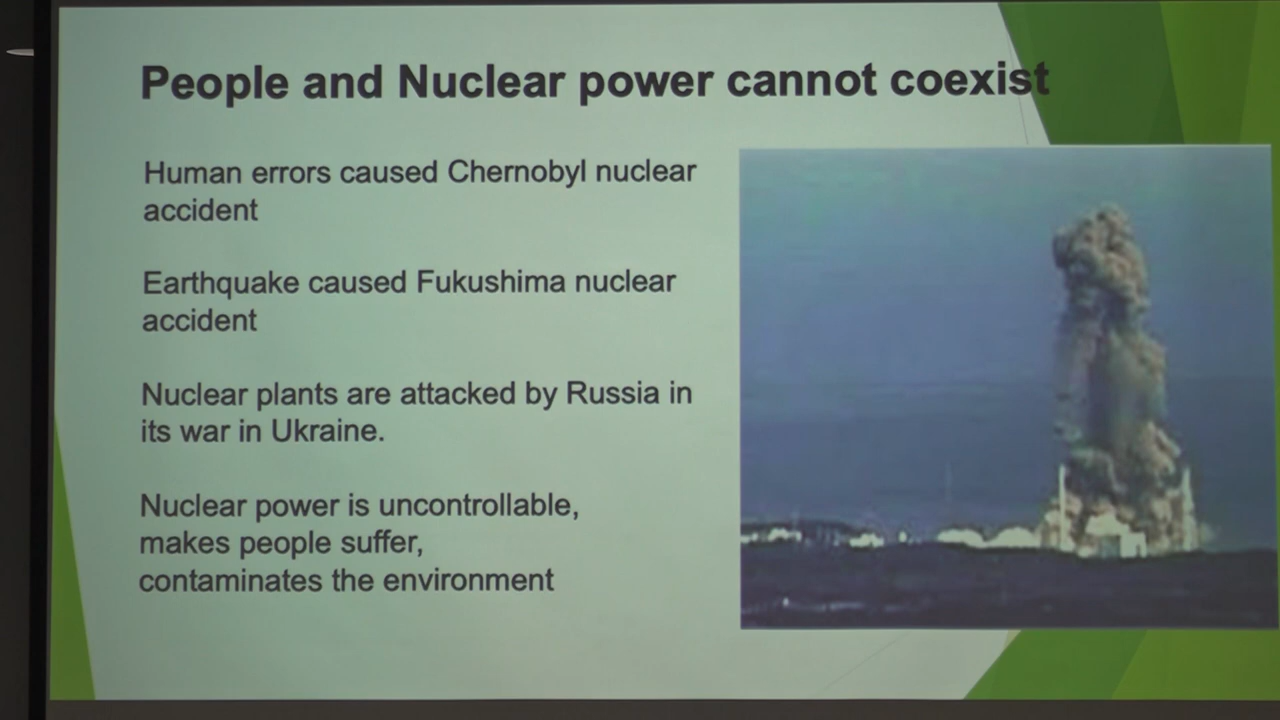 People and Nuclear power cannot coexist
Human errors caused Chernobyl nuclear
accident
Earthquake caused Fukushima nuclear
accident
Nuclear plants are attacked by Russia in
its war in Ukraine.
Nuclear power is uncontrollable,
makes people suffer,
contaminates the environment